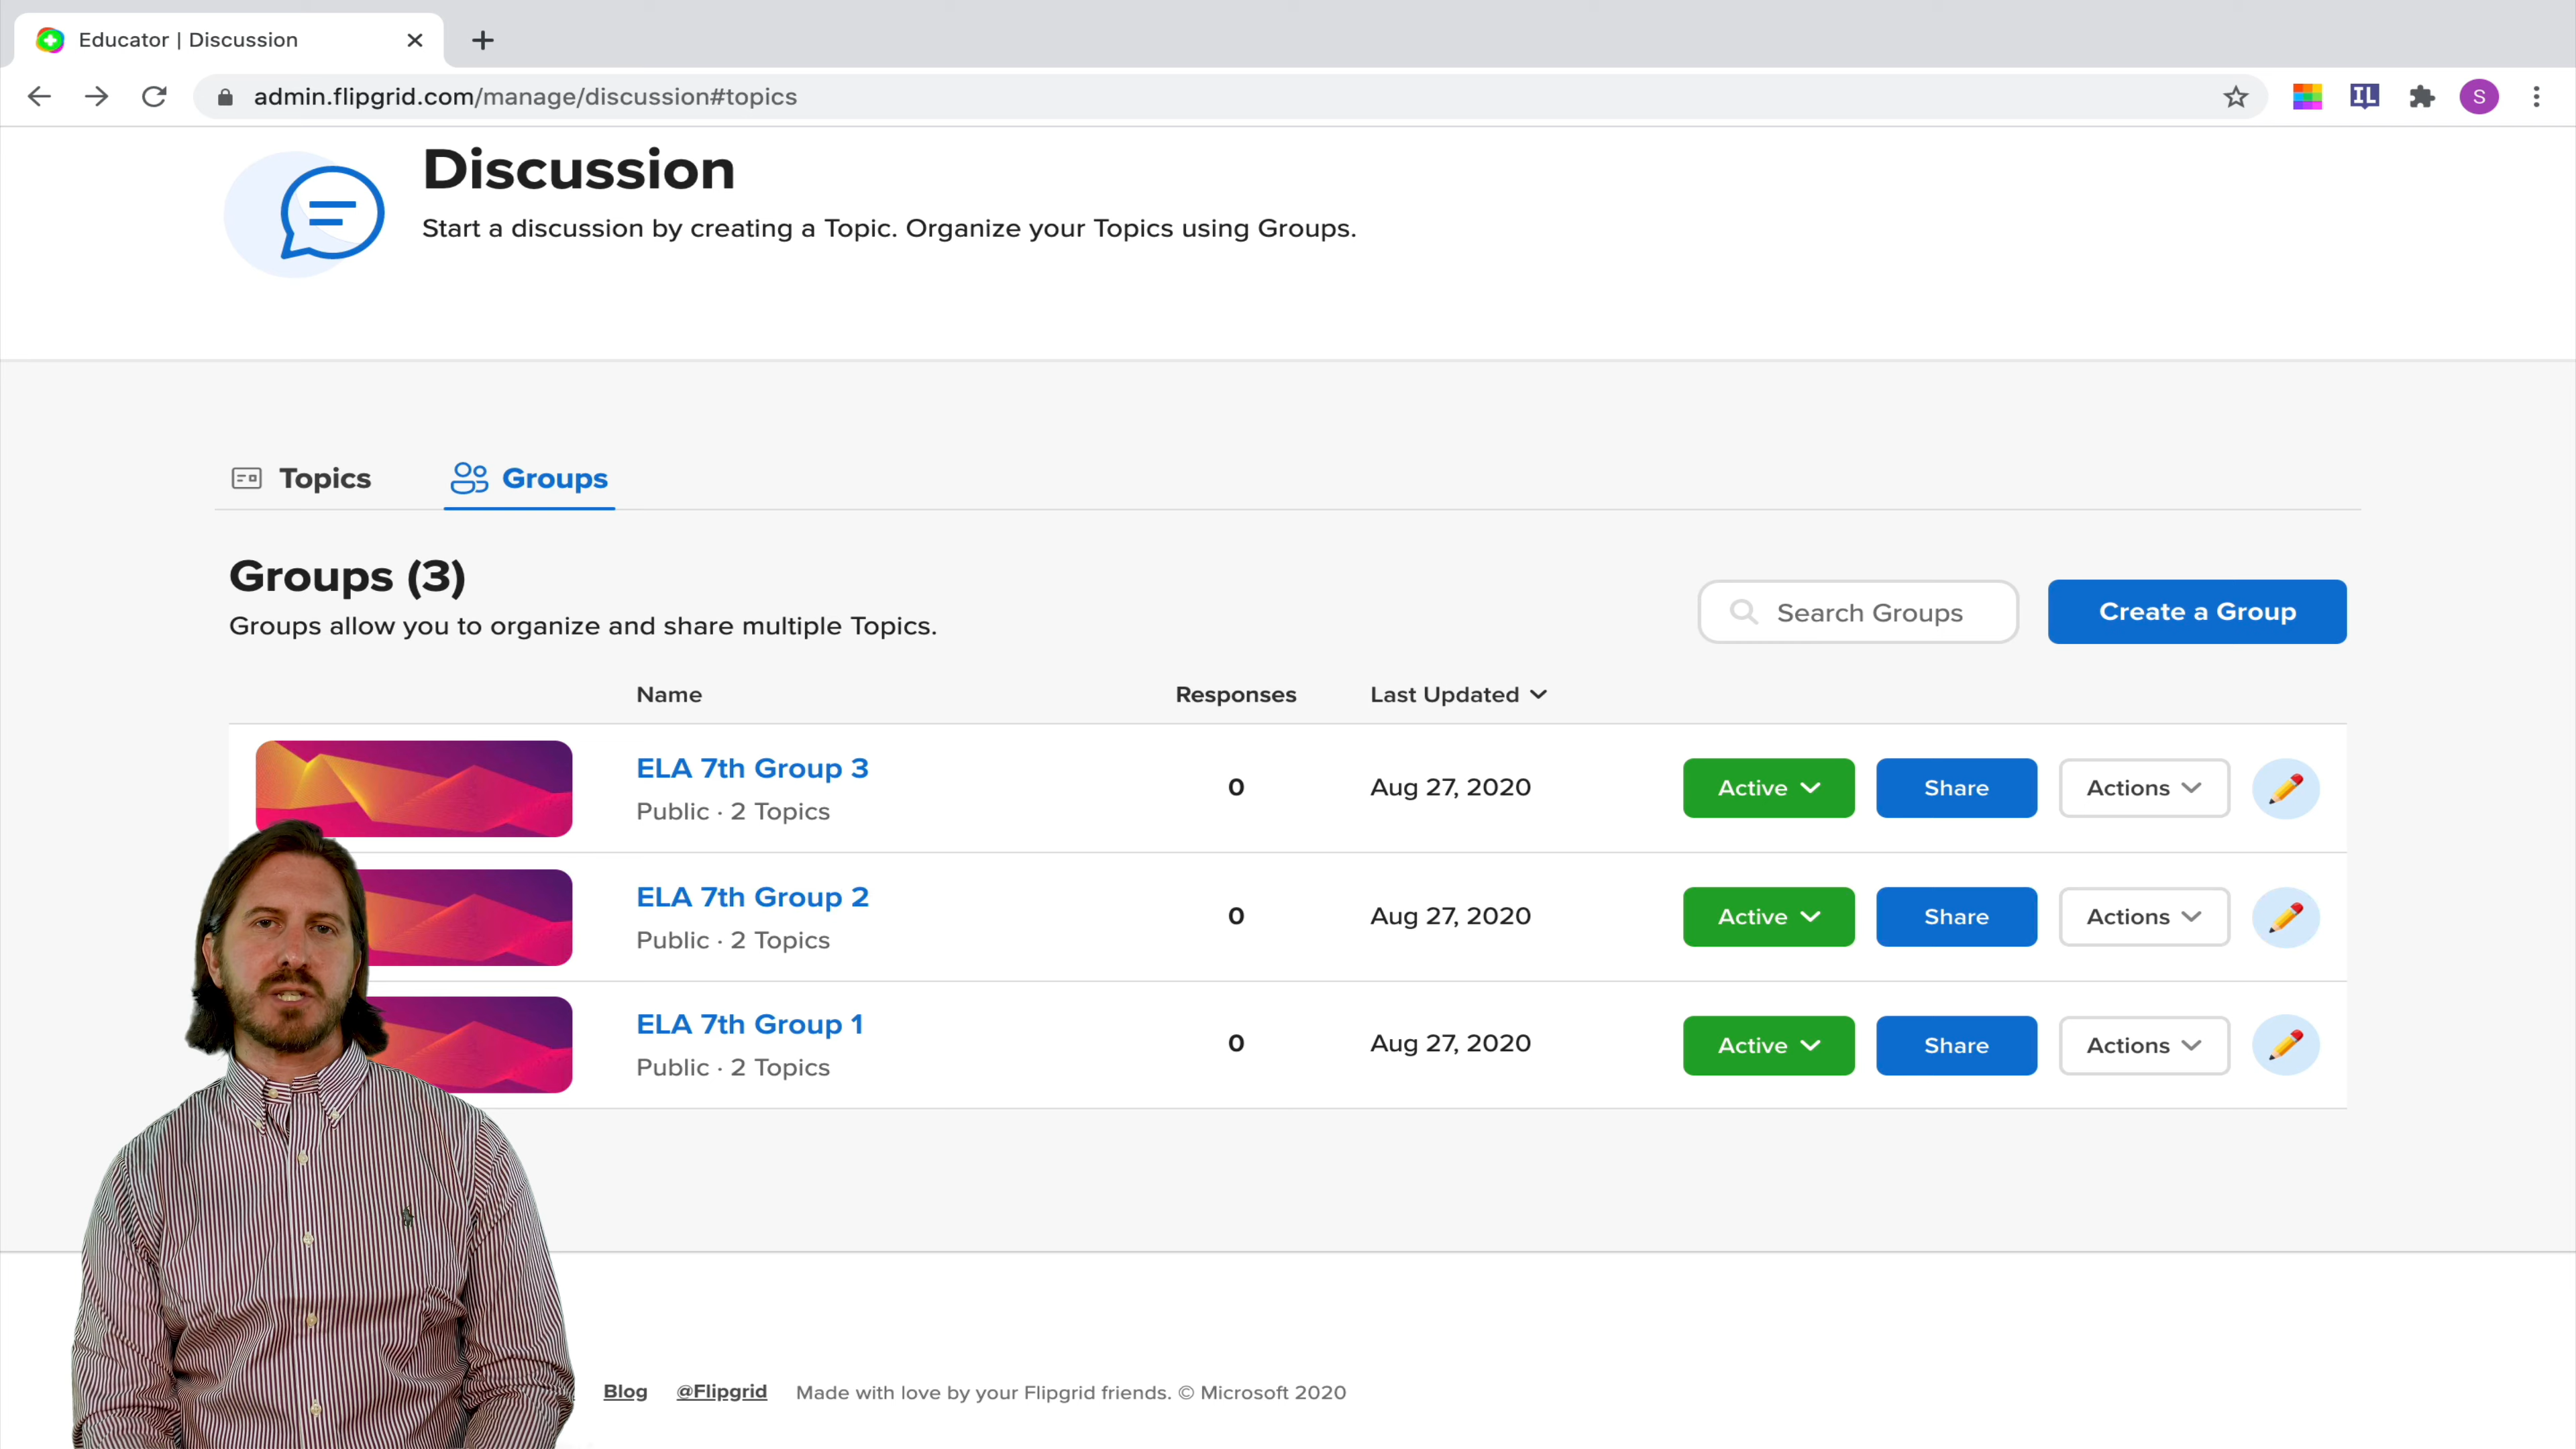 Educator | Discussion
admin.flipgrid.com/manage/discussion#topics
IL
S
Discussion
Start a discussion by creating a Topic. Organize your Topics using Groups.
Topics
Groups
Groups (3)
Groups allow you to organize and share multiple Topics.
Search Groups
Create a Group
Name Responses Last Updated
ELA 7th Group 3
Public · 2 Topics
0 Aug 27, 2020 Active Share Actions
ELA 7th Group 2
Public · 2 Topics
0 Aug 27, 2020 Active Share Actions
ELA 7th Group 1
Public · 2 Topics
0 Aug 27, 2020 Active Share Actions
Blog @Flipgrid Made with love by your Flipgrid friends. © Microsoft 2020